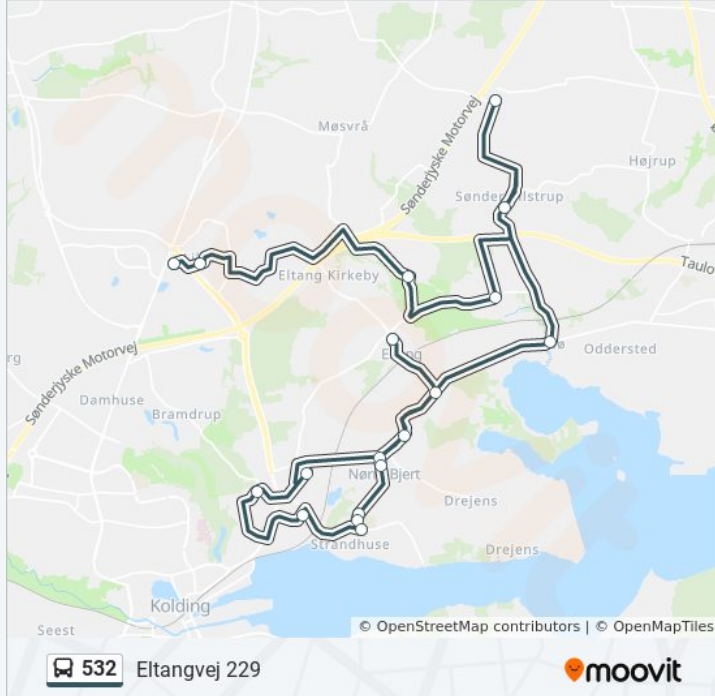 Møsvrå
Sønderjyske Motorvej
Højrup
Eltang Kirkeby
Taulo
Oddersted
Sønderjyske Motorvej
Damhuse
Bramdrup
Drejens
Strandhuse
Drejens
Kolding
Seest
© OpenStreetMap contributors | © OpenMapTiles
532 Eltangvej 229
moovit